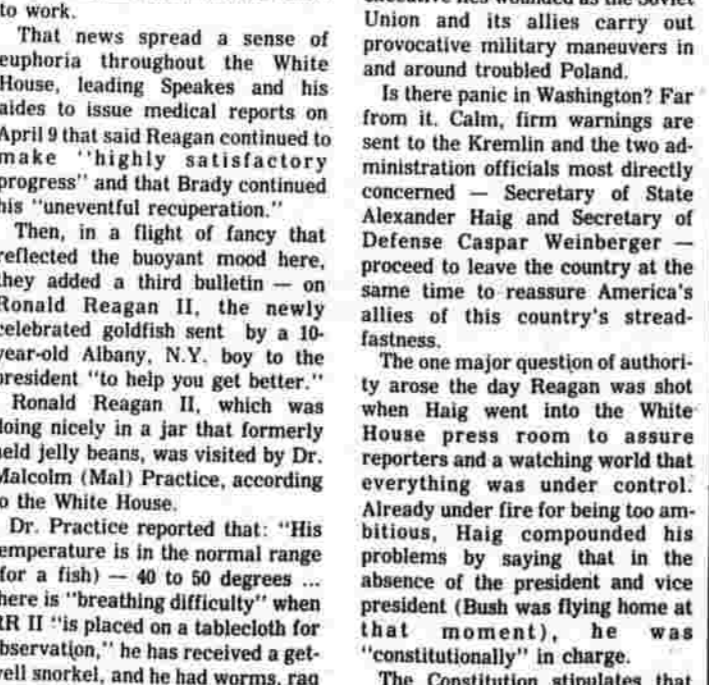 to work.
That news spread a sense of
euphoria throughout the White
House, leading Speakes and his
aides to issue medical reports on
April 9 that said Reagan continued to
make "highly satisfactory
progress" and that Brady continued
his "uneventful recuperation."
Then, in a flight of fancy that
reflected the buoyant mood here,
they added a third bulletin — on
Ronald Reagan II, the newly
celebrated goldfish sent by a 10-
year-old Albany, N.Y. boy to the
president "to help you get better."
Ronald Reagan II, which was
doing nicely in a jar that formerly
held jelly beans, was visited by Dr.
Malcolm (Mal) Practice, according
to the White House.
Dr. Practice reported that: "His
temperature is in the normal range
(for a fish) — 40 to 50 degrees ...
there is "breathing difficulty" when
RR II "is placed on a tablecloth for
observation," he has received a get-
well snorkel, and he had worms, rag
executive lies wounded as the Soviet
Union and its allies carry out
provocative military maneuvers in
and around troubled Poland.
Is there panic in Washington? Far
from it. Calm, firm warnings are
sent to the Kremlin and the two ad-
ministration officials most directly
concerned — Secretary of State
Alexander Haig and Secretary of
Defense Caspar Weinberger —
proceed to leave the country at the
same time to reassure America's
allies of this country's stread-
fastness.
The one major question of authori-
ty arose the day Reagan was shot
when Haig went into the White
House press room to assure
reporters and a watching world that
everything was under control.
Already under fire for being too am-
bitious, Haig compounded his
problems by saying that in the
absence of the president and vice
president (Bush was flying home at
that moment), he was
"constitutionally" in charge.
The Constitution stipulates that